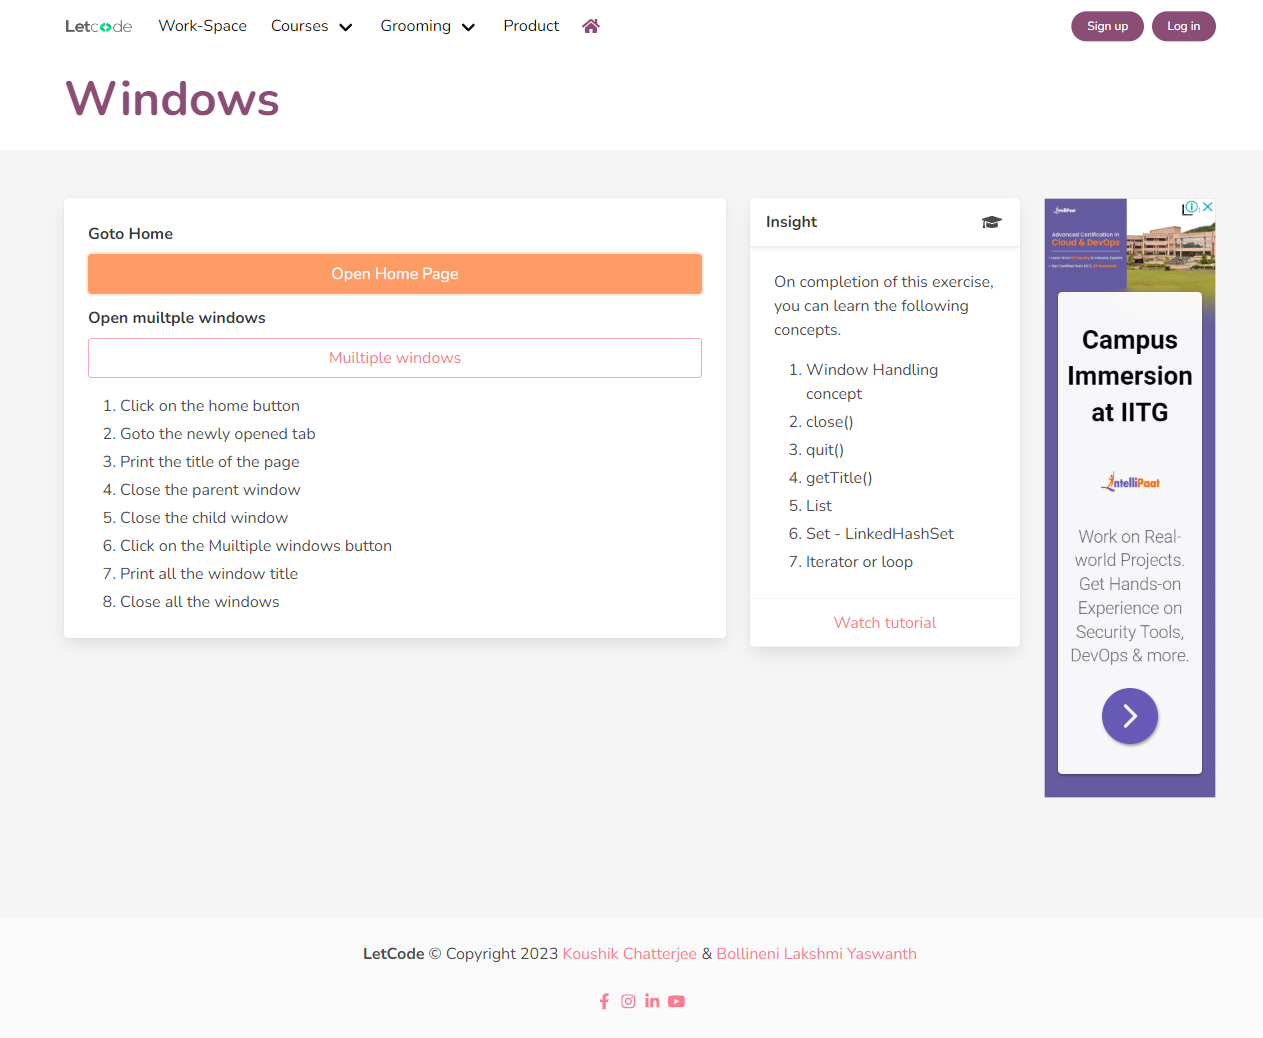 Letcode Work-Space Courses Grooming Product Sign up Log in
Windows
Goto Home
Open Home Page
Open muiltple windows
Muiltiple windows
1. Click on the home button
2. Goto the newly opened tab
3. Print the title of the page
4. Close the parent window
5. Close the child window
6. Click on the Muiltiple windows button
7. Print all the window title
8. Close all the windows
Insight
On completion of this exercise,
you can learn the following
concepts.
1. Window Handling
concept
2. close()
3. quit()
4. getTitle()
5. List
6. Set - LinkedHashSet
7. Iterator or loop
Watch tutorial
IntelliPaat
Advanced Certification in
Cloud & DevOps
Campus
Immersion
at IITG
IntelliPaat
Work on Real-
world Projects.
Get Hands-on
Experience on
Security Tools,
DevOps & more.
LetCode © Copyright 2023 Koushik Chatterjee & Bollineni Lakshmi Yaswanth